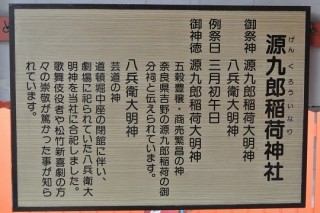 源九郎稲荷神社
げんくろういなり
御祭神 源九郎稲荷大明神
八兵衛大明神
例祭日 三月初午日
御神徳 源九郎稲荷大明神
五穀豊穣・商売繁昌の神
奈良県吉野の源九郎稲荷の御
分祠と伝えられています。
八兵衛大明神
芸道の神
道頓堀中座の閉館に伴い、
劇場に祀られていた八兵衛大
明神を当社に合祀しました。
歌舞伎役者や松竹新喜劇の方
々の崇敬が篤かった事が知ら
れています。